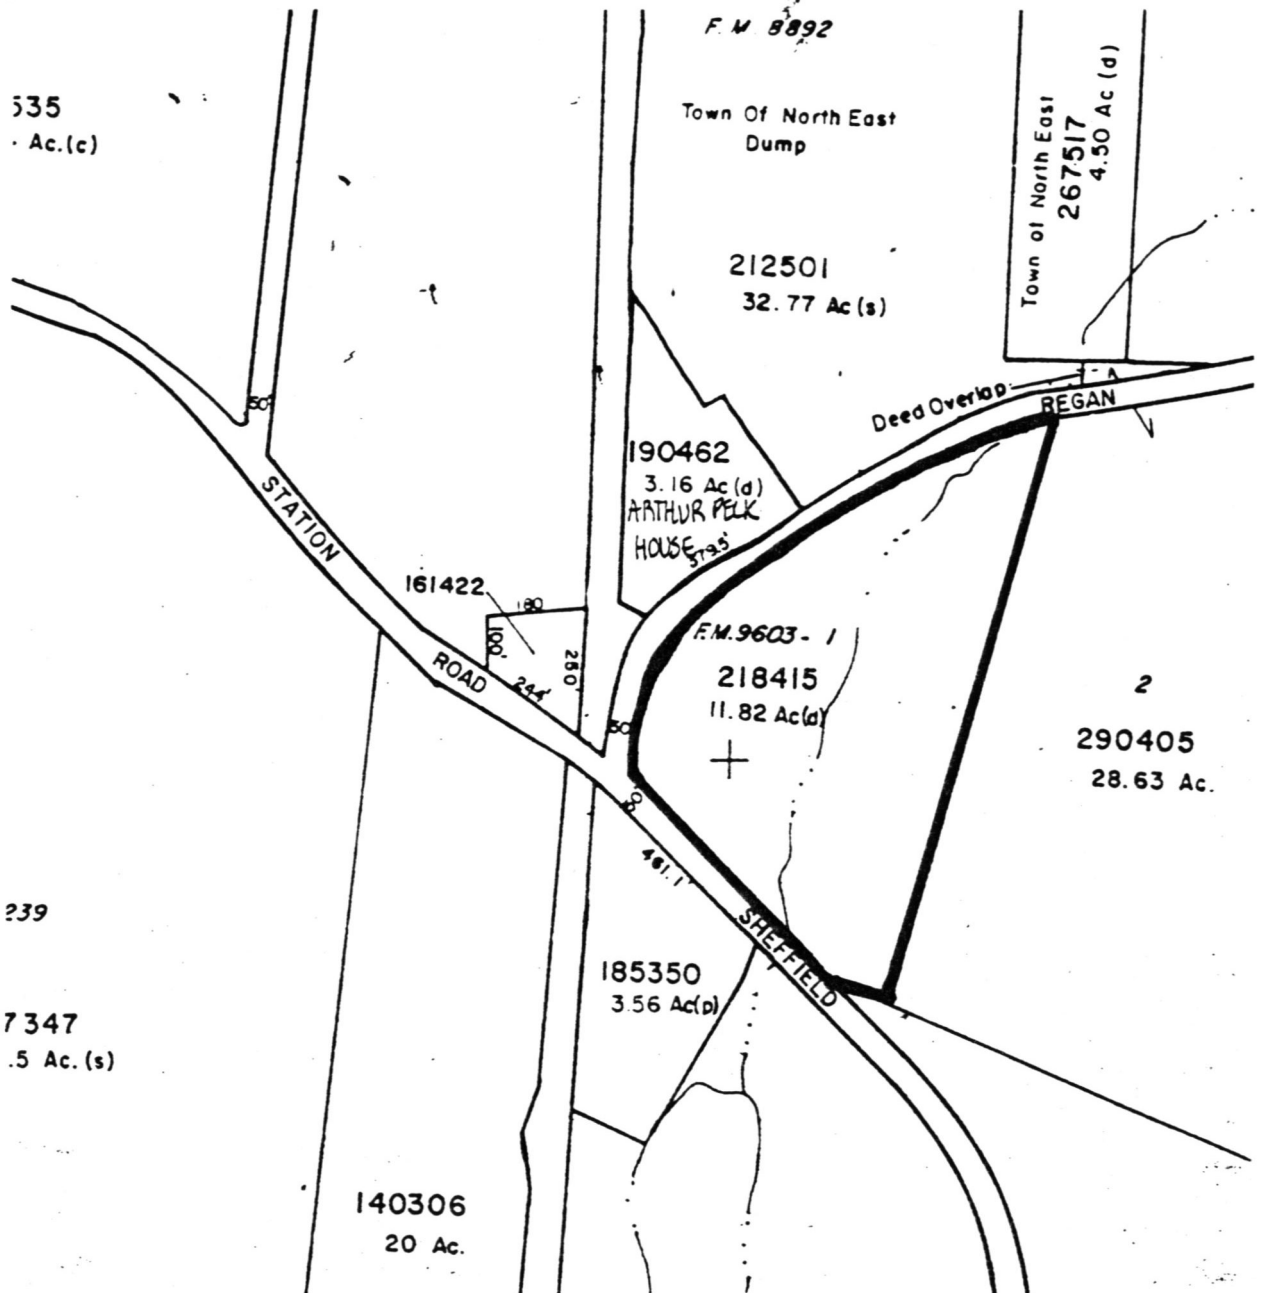 F.M. 8892
535
Ac.(c)
Town Of North East
Dump
Town of North East
267517
4.50 Ac (d)
212501
32.77 Ac (s)
Deed Overlap
REGAN
50'
190462
3.16 Ac (d)
ARTHUR PELK
HOUSE
579.5'
STATION
161422
180
100'
250'
244'
ROAD
F.M. 9603 - 1
218415
11.82 Ac(d)
50'
2
290405
28.63 Ac.
461.1'
SHEFFIELD
239
185350
3.56 Ac(p)
7347
.5 Ac. (s)
140306
20 Ac.